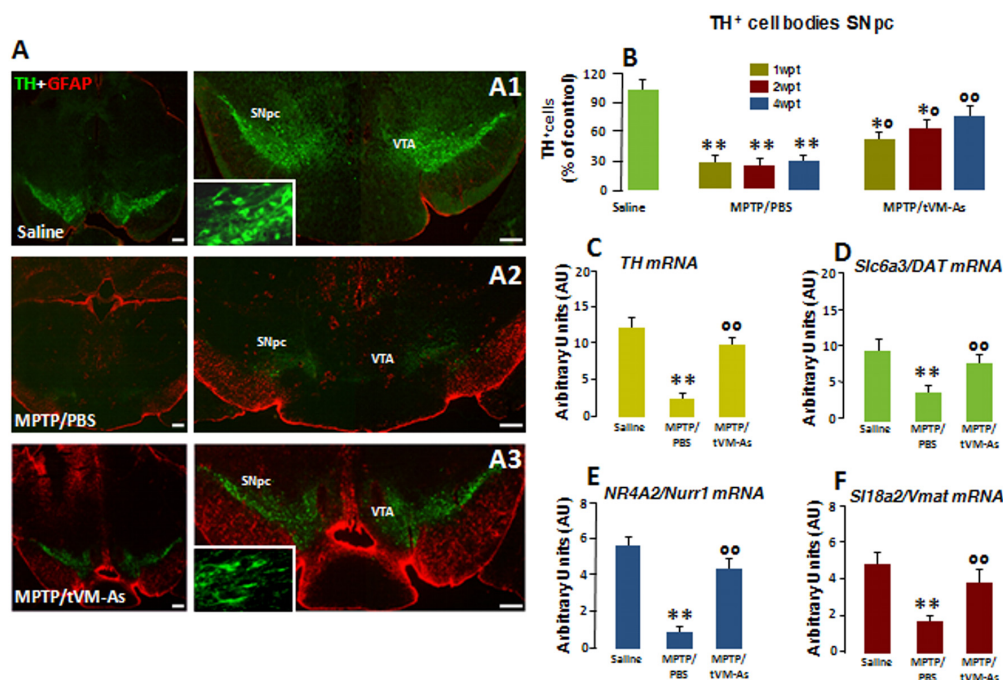 TH⁺ cell bodies SNpc
A
TH+GFAP
Saline
A1
SNpc
VTA
MPTP/PBS
A2
SNpc
VTA
MPTP/tVM-As
A3
SNpc
VTA
B
1wpt
2wpt
4wpt
TH⁺cells
(% of control)
120
90
60
30
0
**
**
**
*°
*°
°°
Saline
MPTP/PBS
MPTP/tVM-As
C
TH mRNA
Arbitrary Units (AU)
20
15
10
5
0
**
°°
Saline
MPTP/
PBS
MPTP/
tVM-As
D
Slc6a3/DAT mRNA
Arbitrary Units (AU)
20
15
10
5
0
**
°°
Saline
MPTP/
PBS
MPTP/
tVM-As
E
NR4A2/Nurr1 mRNA
Arbitrary Units (AU)
8
6
4
2
0
**
°°
Saline
MPTP/
PBS
MPTP/
tVM-As
F
Sl18a2/Vmat mRNA
Arbitrary Units (AU)
8
6
4
2
0
**
°°
Saline
MPTP/
PBS
MPTP/
tVM-As